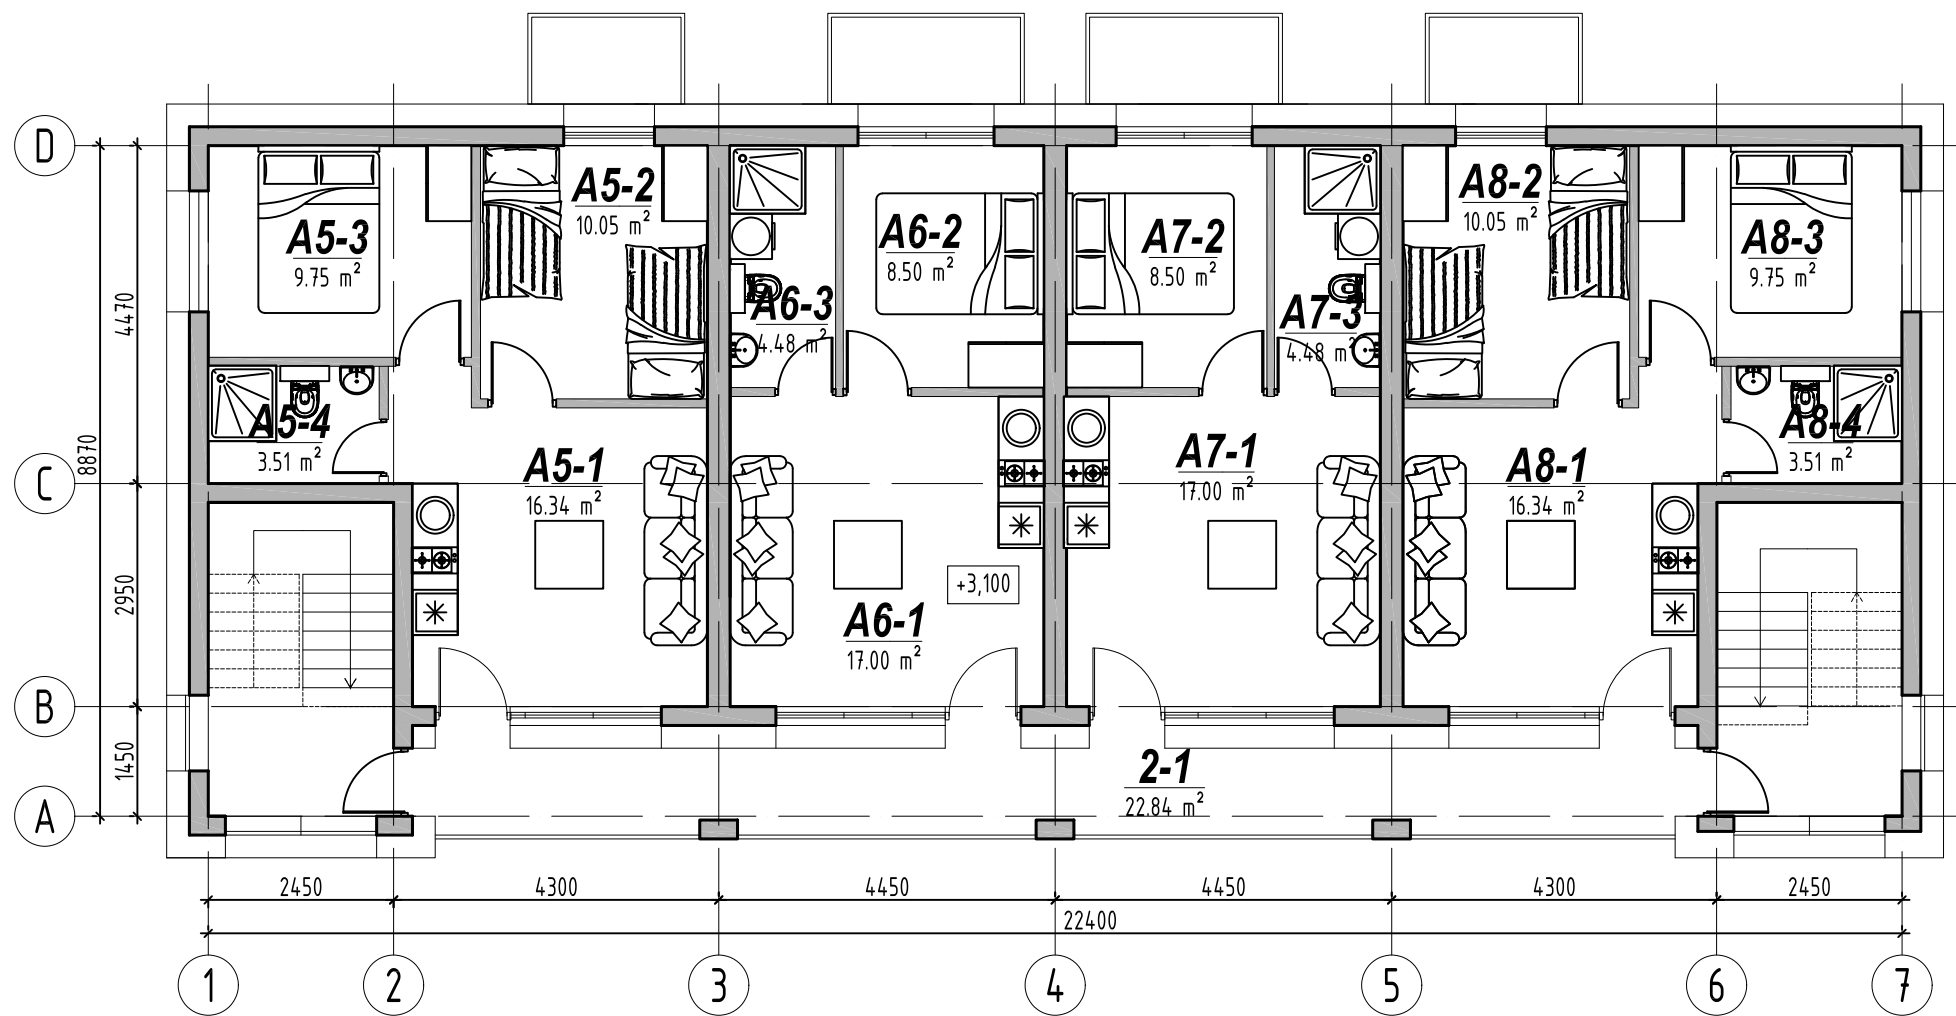 D
A5-3
9.75 m²
A5-2
10.05 m²
A6-3
4.48 m²
A6-2
8.50 m²
A7-2
8.50 m²
A7-3
4.48 m²
A8-2
10.05 m²
A8-3
9.75 m²
4470
8870
A5-4
3.51 m²
A5-1
16.34 m²
A7-1
17.00 m²
A8-1
16.34 m²
A8-4
3.51 m²
C
2950
+3,100
A6-1
17.00 m²
B
1450
2-1
22.84 m²
A
2450
4300
4450
4450
4300
2450
22400
1
2
3
4
5
6
7